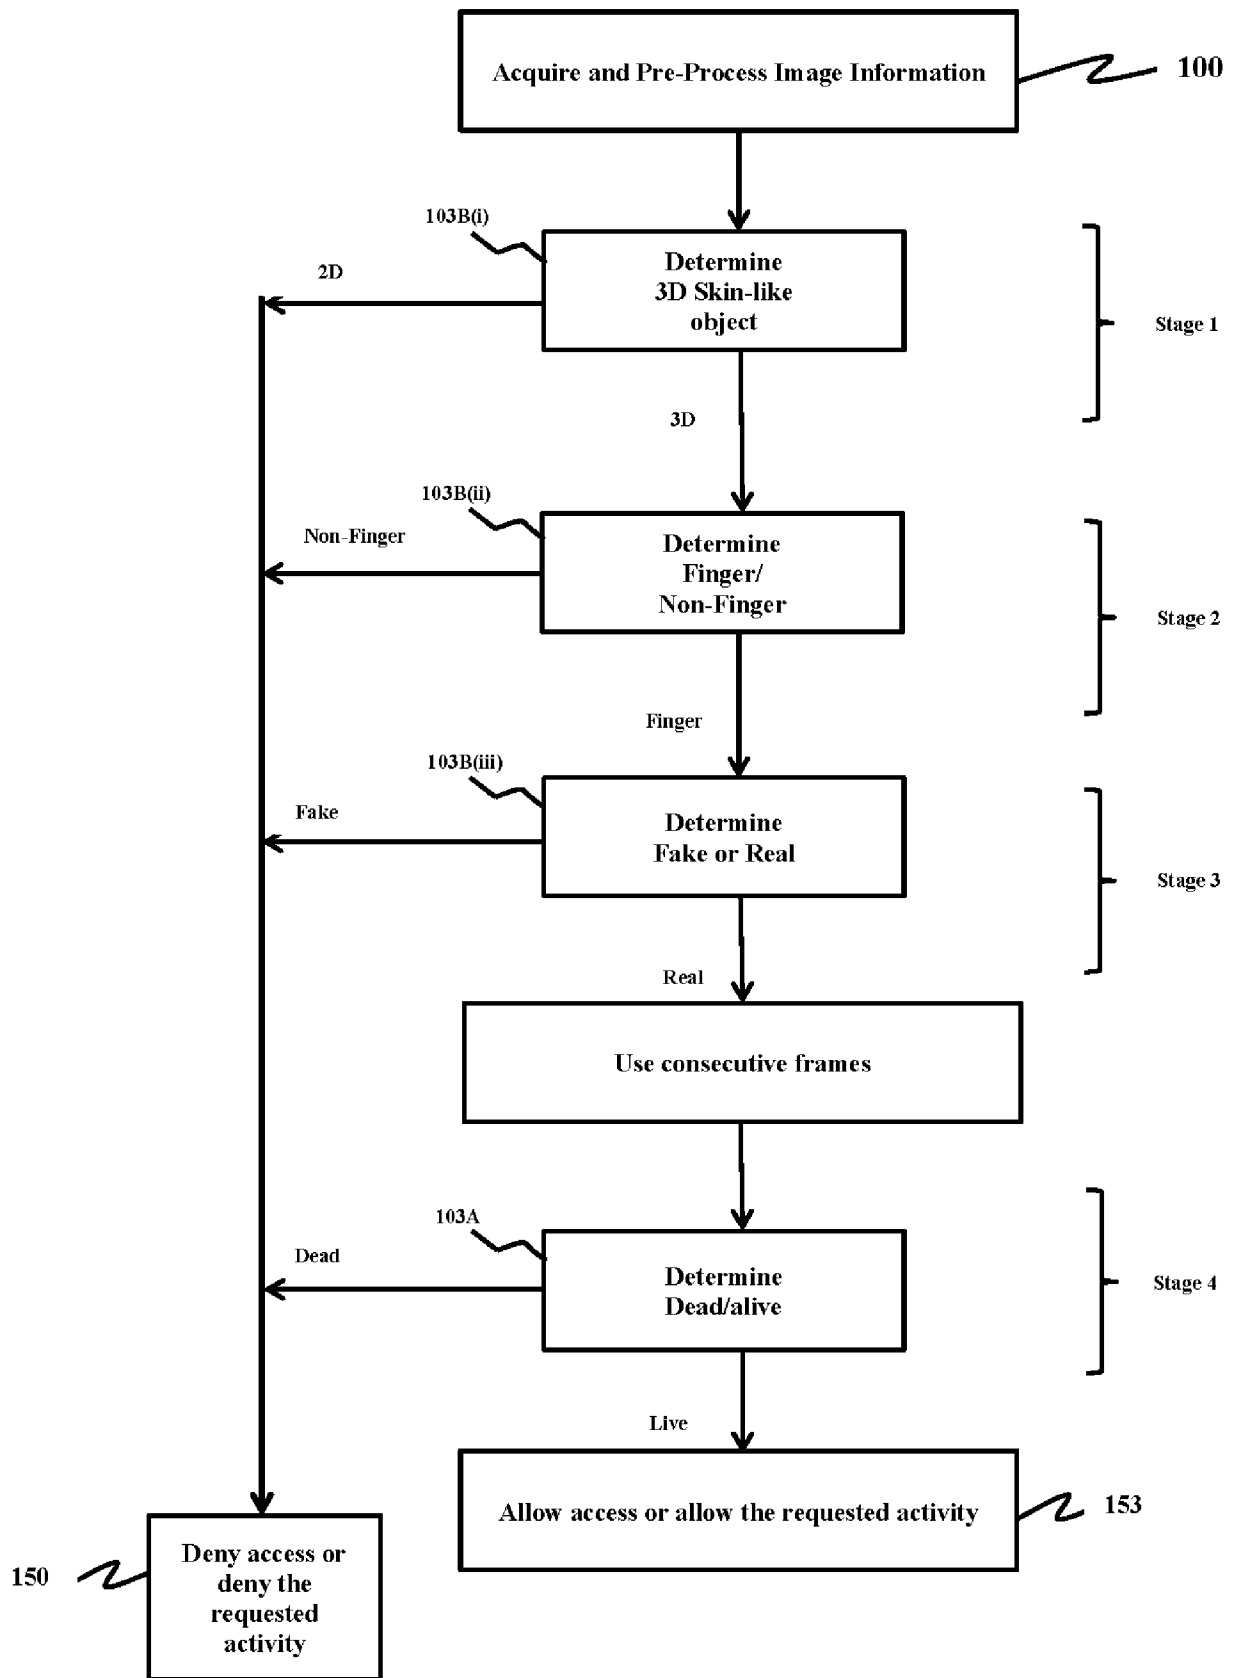 Acquire and Pre-Process Image Information
100
103B(i)
2D
Determine
3D Skin-like
object
Stage 1
3D
103B(ii)
Non-Finger
Determine
Finger/
Non-Finger
Stage 2
Finger
103B(iii)
Fake
Determine
Fake or Real
Stage 3
Real
Use consecutive frames
103A
Dead
Determine
Dead/alive
Stage 4
Live
Allow access or allow the requested activity
153
150
Deny access or
deny the
requested
activity